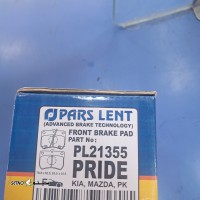 PARS LENT
(ADVANCED BRAKE TECHNOLOGY)
FRONT BRAKE PAD
PART No:
PL21355
PRIDE
KIA, MAZDA, PK